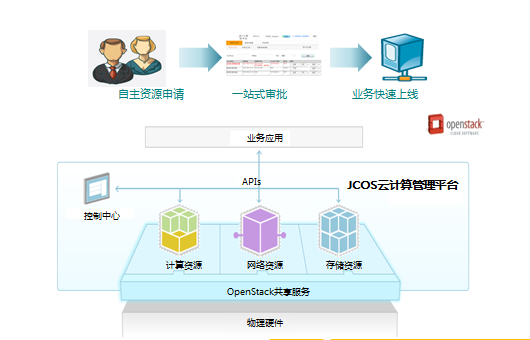 自主资源申请
一站式审批
业务快速上线
openstack
CLOUD SOFTWARE
业务应用
APIs
JCOS云计算管理平台
控制中心
计算资源
网络资源
存储资源
OpenStack共享服务
物理硬件